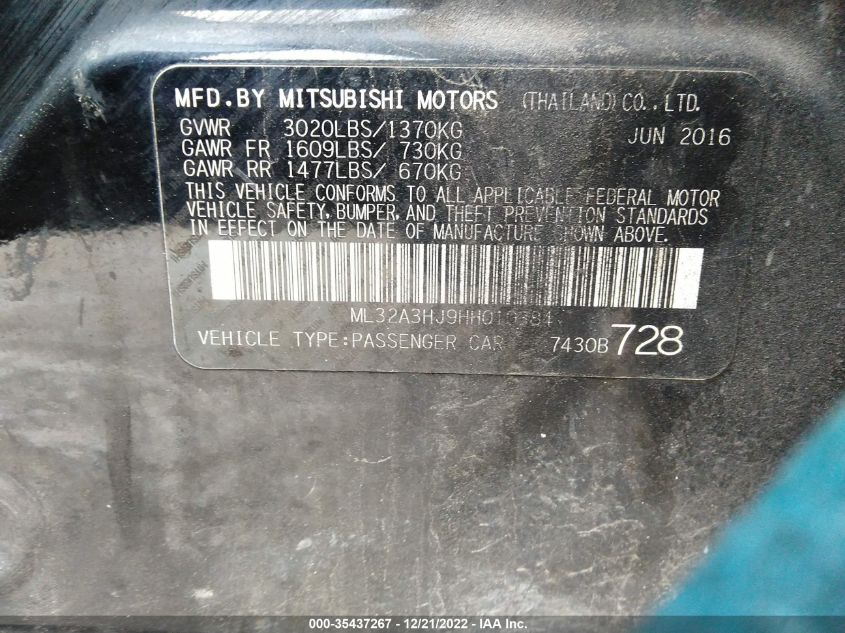 MFD.BY MITSUBISHI MOTORS (THAILAND)CO.,LTD.
GVWR 3020LBS/1370KG JUN 2016
GAWR FR 1609LBS/ 730KG
GAWR RR 1477LBS/ 670KG
THIS VEHICLE CONFORMS TO ALL APPLICABLE FEDERAL MOTOR
VEHICLE SAFETY, BUMPER, AND THEFT PREVENTION STANDARDS
IN EFFECT ON THE DATE OF MANUFACTURE SHOWN ABOVE.
VEHICLE TYPE:PASSENGER CAR 7430B 728
000-35437267 - 12/21/2022 - IAA Inc.